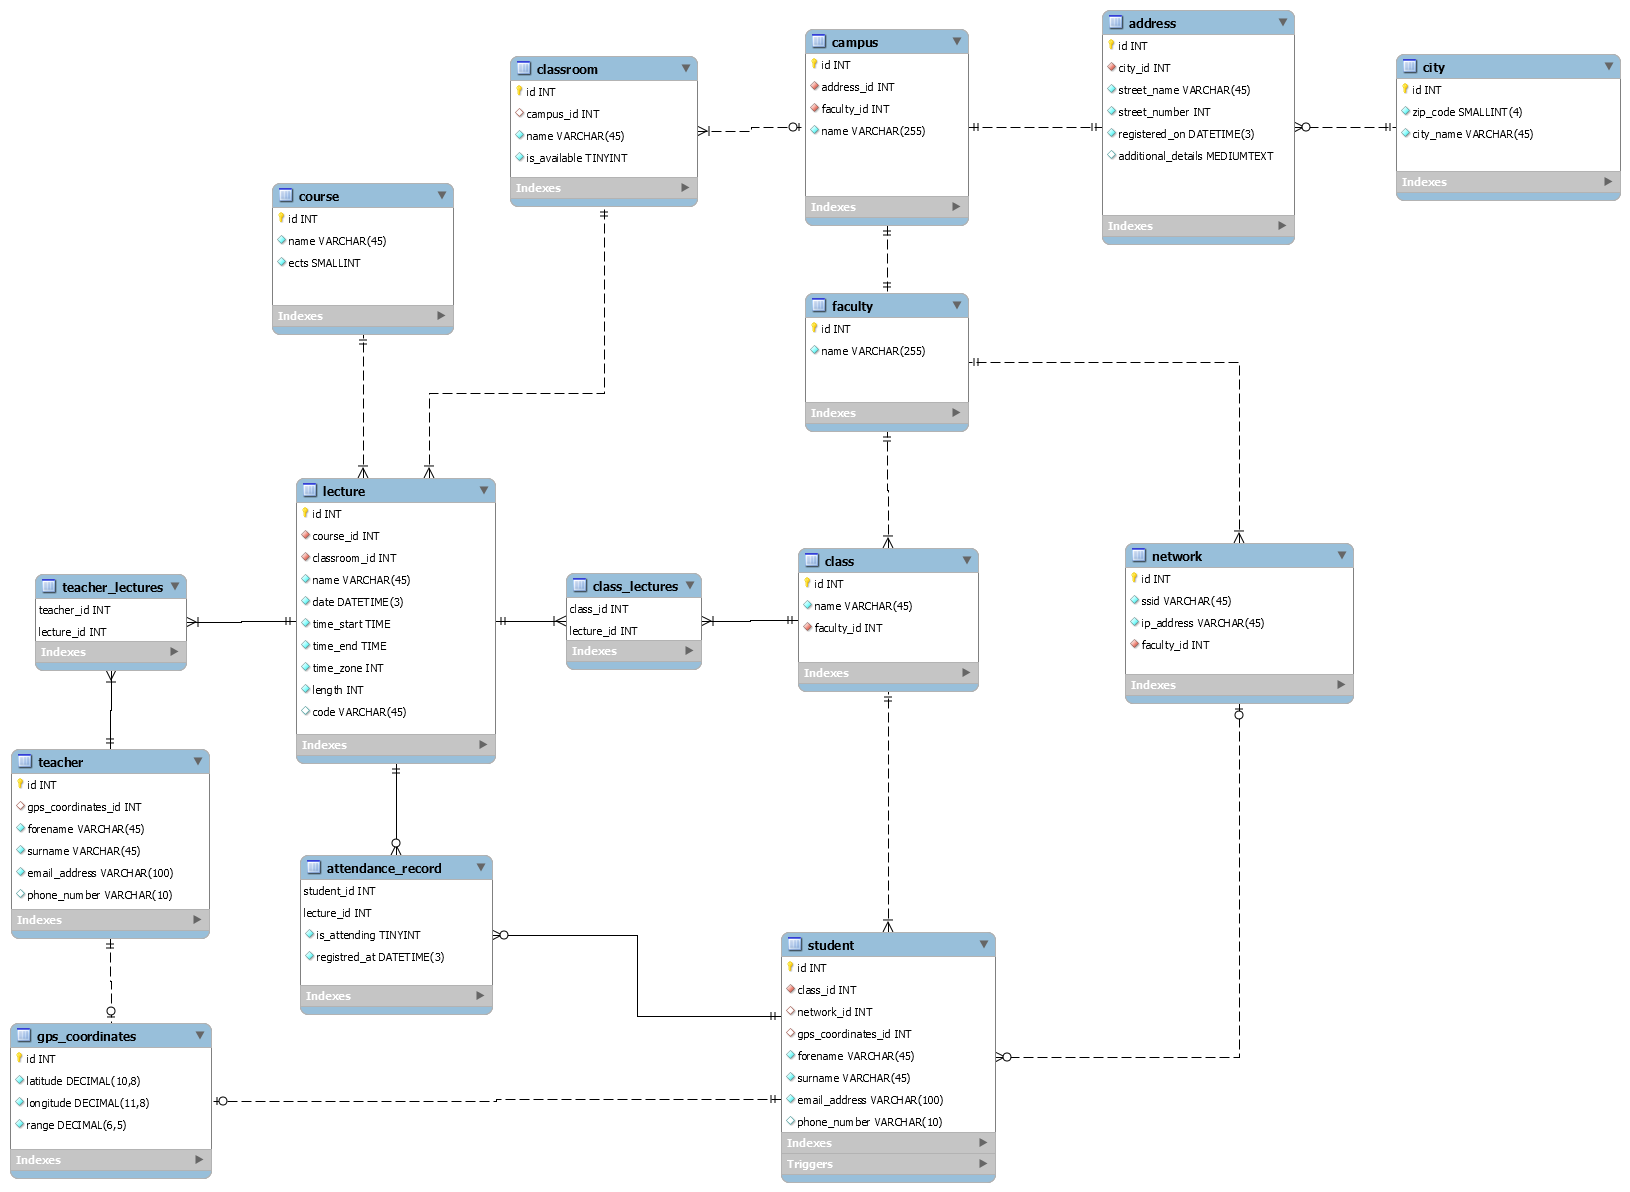 address
id INT
city_id INT
street_name VARCHAR(45)
street_number INT
registered_on DATETIME(3)
additional_details MEDIUMTEXT
Indexes
campus
id INT
address_id INT
faculty_id INT
name VARCHAR(255)
Indexes
classroom
id INT
campus_id INT
name VARCHAR(45)
is_available TINYINT
Indexes
city
id INT
zip_code SMALLINT(4)
city_name VARCHAR(45)
Indexes
course
id INT
name VARCHAR(45)
ects SMALLINT
Indexes
faculty
id INT
name VARCHAR(255)
Indexes
lecture
id INT
course_id INT
classroom_id INT
name VARCHAR(45)
date DATETIME(3)
time_start TIME
time_end TIME
time_zone INT
length INT
code VARCHAR(45)
Indexes
teacher_lectures
teacher_id INT
lecture_id INT
Indexes
class_lectures
class_id INT
lecture_id INT
Indexes
class
id INT
name VARCHAR(45)
faculty_id INT
Indexes
network
id INT
ssid VARCHAR(45)
ip_address VARCHAR(45)
faculty_id INT
Indexes
teacher
id INT
gps_coordinates_id INT
forename VARCHAR(45)
surname VARCHAR(45)
email_address VARCHAR(100)
phone_number VARCHAR(10)
Indexes
attendance_record
student_id INT
lecture_id INT
is_attending TINYINT
registred_at DATETIME(3)
Indexes
student
id INT
class_id INT
network_id INT
gps_coordinates_id INT
forename VARCHAR(45)
surname VARCHAR(45)
email_address VARCHAR(100)
phone_number VARCHAR(10)
Indexes
Triggers
gps_coordinates
id INT
latitude DECIMAL(10,8)
longitude DECIMAL(11,8)
range DECIMAL(6,5)
Indexes